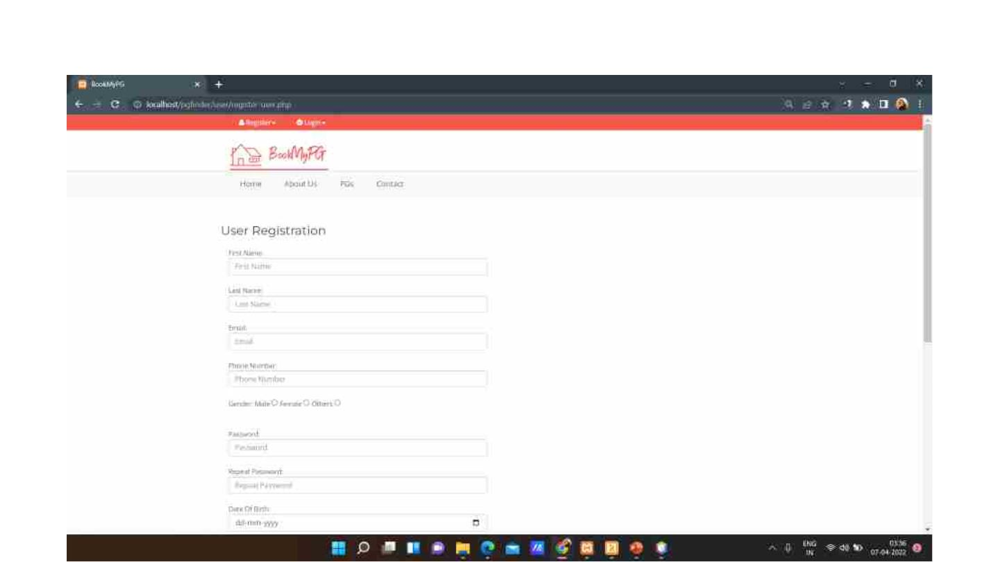 BookMyPG
localhost/pgfinder/user/register-user.php
Register Login
BookMyPG
Home About Us PGs Contact
User Registration
First Name:
First Name
Last Name:
Last Name
Email:
Email
Phone Number:
Phone Number
Gender: Male Female Others
Password:
Password
Repeat Password:
Repeat Password
Date Of Birth:
dd-mm-yyyy
ENG
IN
03:36
07-04-2022